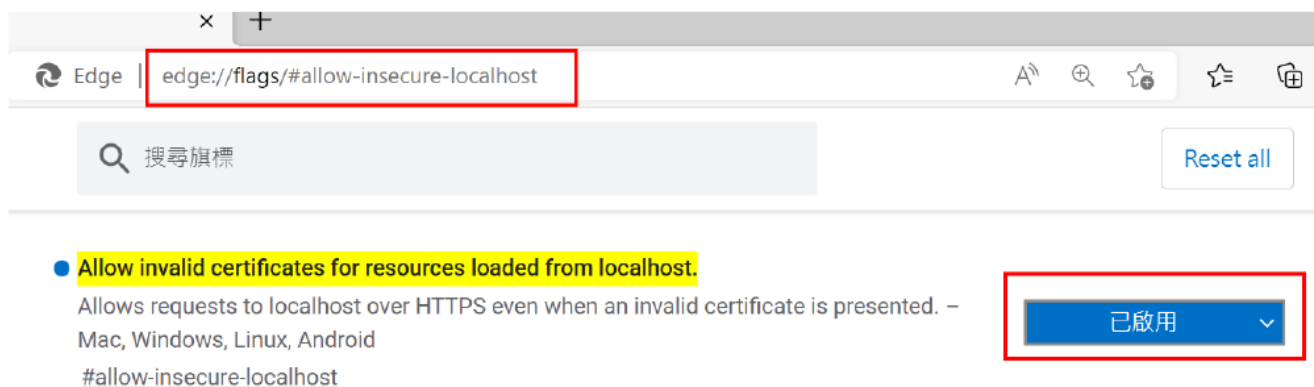 Edge | edge://flags/#allow-insecure-localhost
搜尋旗標
Reset all
Allow invalid certificates for resources loaded from localhost.
Allows requests to localhost over HTTPS even when an invalid certificate is presented. –
Mac, Windows, Linux, Android
#allow-insecure-localhost
已啟用